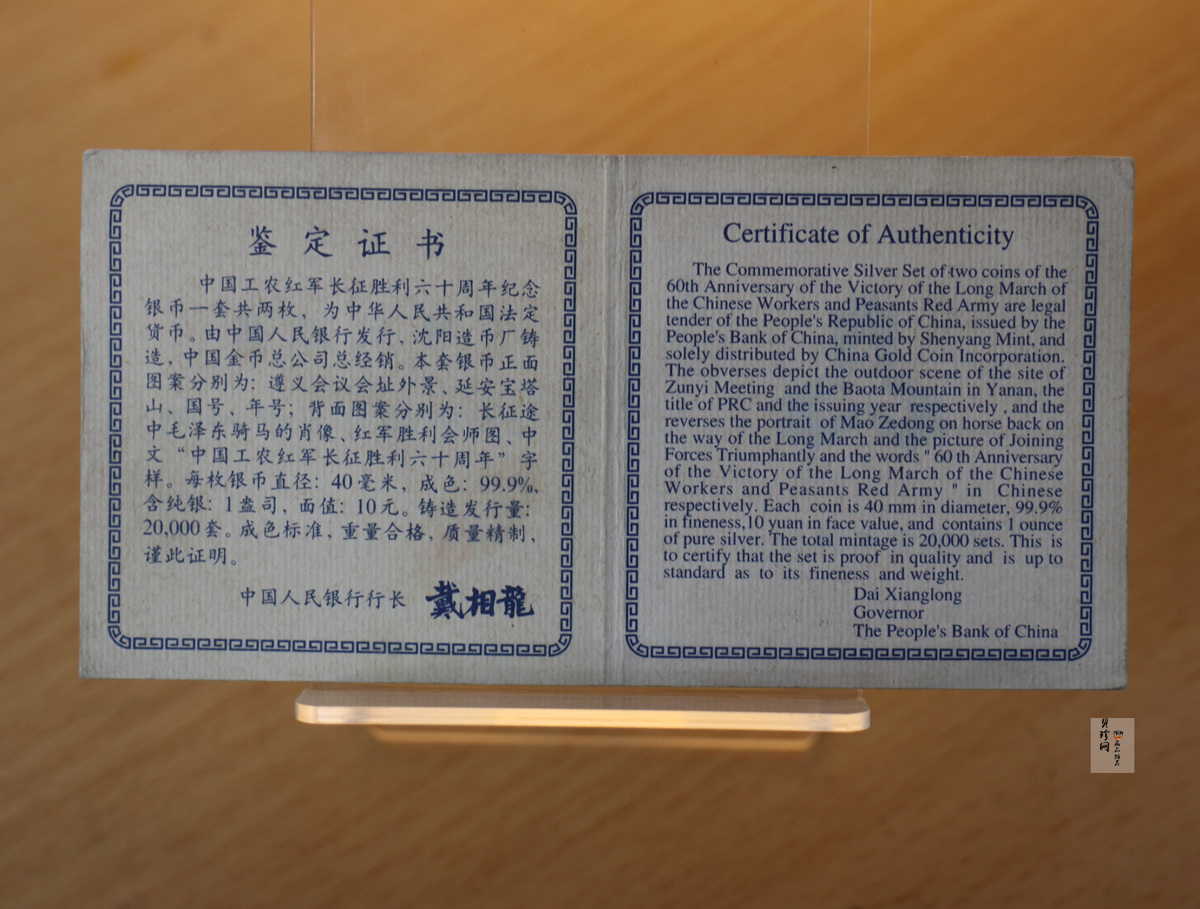 鉴定证书
中国工农红军长征胜利六十周年纪念
银币一套共两枚，为中华人民共和国法定
货币。由中国人民银行发行，沈阳造币厂铸
造，中国金币总公司总经销。本套银币正面
图案分别为：遵义会议会址外景、延安宝塔
山、国号、年号；背面图案分别为：长征途
中毛泽东骑马的肖像、红军胜利会师图、中
文“中国工农红军长征胜利六十周年”字
样。每枚银币直径：40毫米，成色：99.9%，
含纯银：1盎司，面值：10元。铸造发行量：
20,000套。成色标准，重量合格，质量精制，
谨此证明。
中国人民银行行长 戴相龍
Certificate of Authenticity
The Commemorative Silver Set of two coins of the
60th Anniversary of the Victory of the Long March of
the Chinese Workers and Peasants Red Army are legal
tender of the People's Republic of China, issued by the
People's Bank of China, minted by Shenyang Mint, and
solely distributed by China Gold Coin Incorporation.
The obverses depict the outdoor scene of the site of
Zunyi Meeting and the Baota Mountain in Yanan, the
title of PRC and the issuing year respectively , and the
reverses the portrait of Mao Zedong on horse back on
the way of the Long March and the picture of Joining
Forces Triumphantly and the words " 60 th Anniversary
of the Victory of the Long March of the Chinese
Workers and Peasants Red Army " in Chinese
respectively. Each coin is 40 mm in diameter, 99.9%
in fineness,10 yuan in face value, and contains 1 ounce
of pure silver. The total mintage is 20,000 sets. This is
to certify that the set is proof in quality and is up to
standard as to its fineness and weight.
Dai Xianglong
Governor
The People's Bank of China